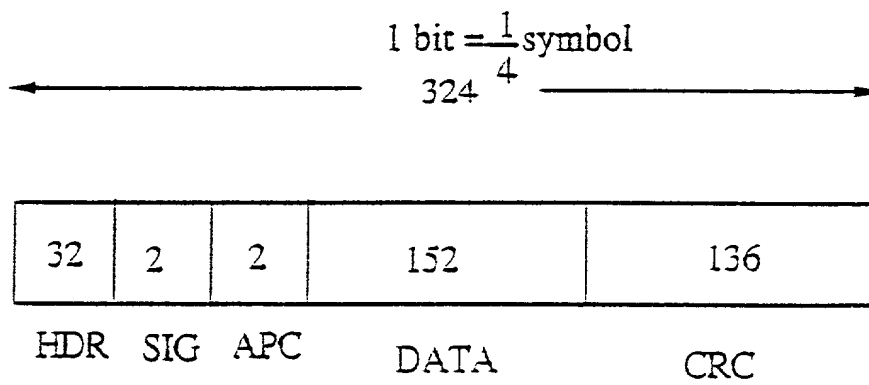 1 bit = 1/4 symbol
324
32 2 2 152 136
HDR SIG APC DATA CRC